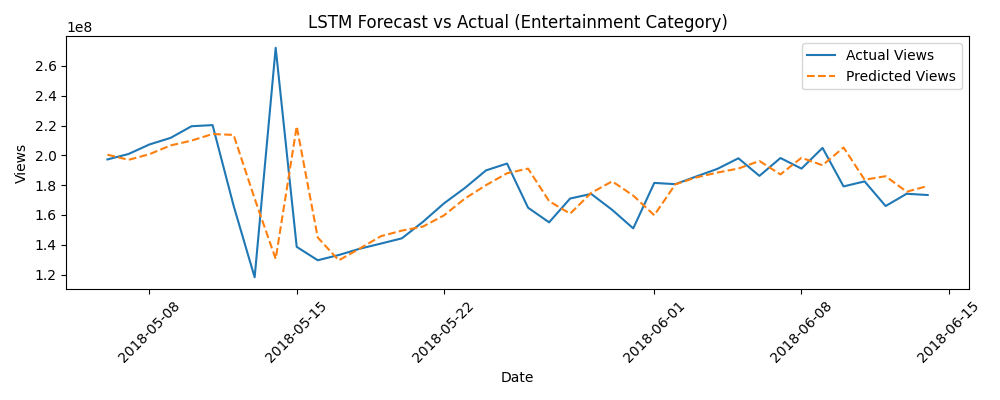 LSTM Forecast vs Actual (Entertainment Category)
1e8
Actual Views
Predicted Views
2.6
2.4
2.2
2.0
1.8
1.6
1.4
1.2
Views
2018-05-08
2018-05-15
2018-05-22
2018-06-01
2018-06-08
2018-06-15
Date